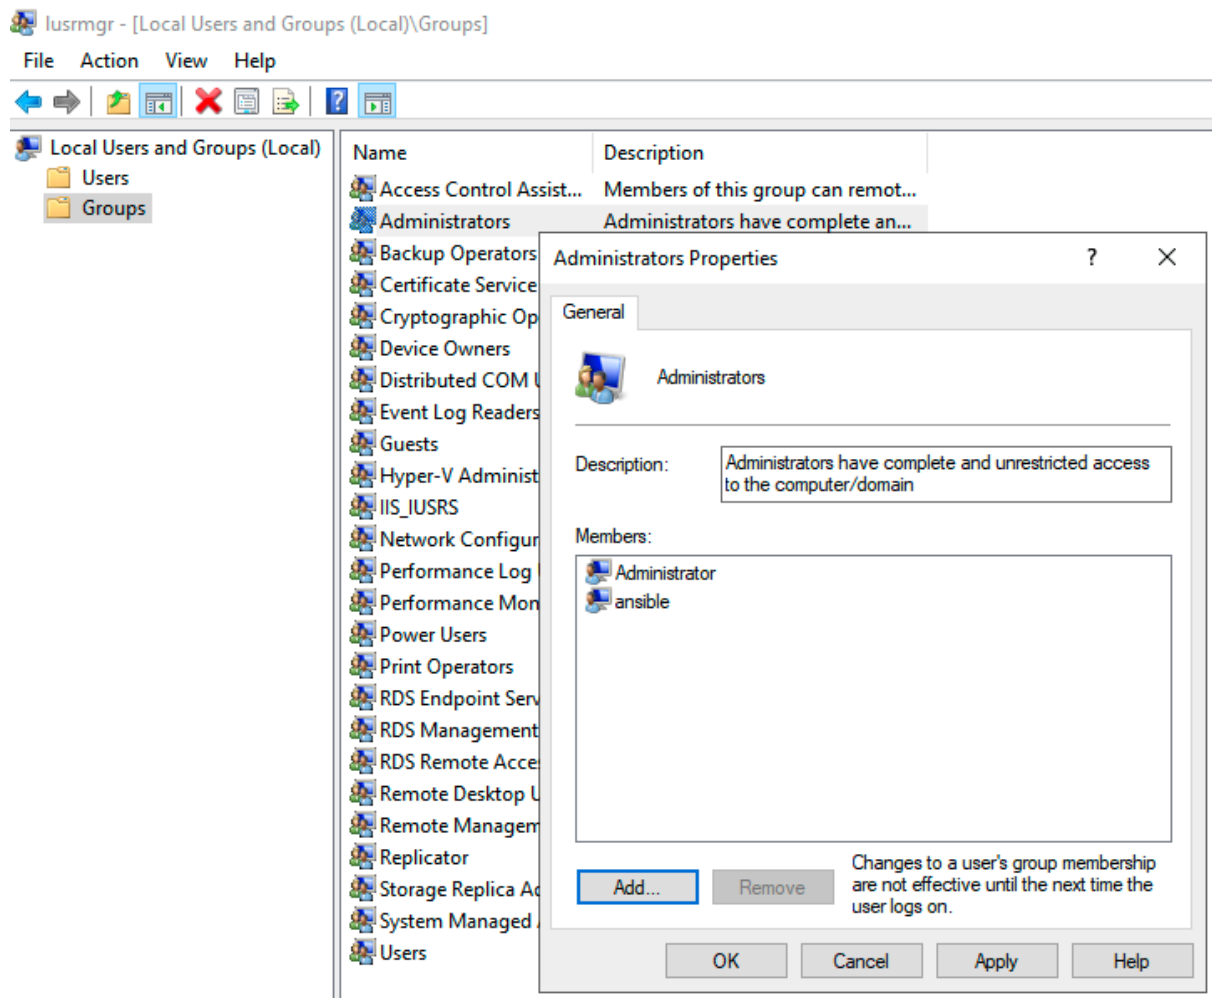 lusrmgr - [Local Users and Groups (Local)\Groups]
File Action View Help
Local Users and Groups (Local)
Users
Groups
Name Description
Access Control Assist... Members of this group can remot...
Administrators Administrators have complete an...
Backup Operators
Certificate Service
Cryptographic Op
Device Owners
Distributed COM
Event Log Readers
Guests
Hyper-V Administ
IIS_IUSRS
Network Configur
Performance Log
Performance Mon
Power Users
Print Operators
RDS Endpoint Serv
RDS Management
RDS Remote Acce
Remote Desktop
Remote Managem
Replicator
Storage Replica Ad
System Managed
Users
Administrators Properties
General
Administrators
Description:
Administrators have complete and unrestricted access
to the computer/domain
Members:
Administrator
ansible
Add... Remove
Changes to a user's group membership
are not effective until the next time the
user logs on.
OK Cancel Apply Help